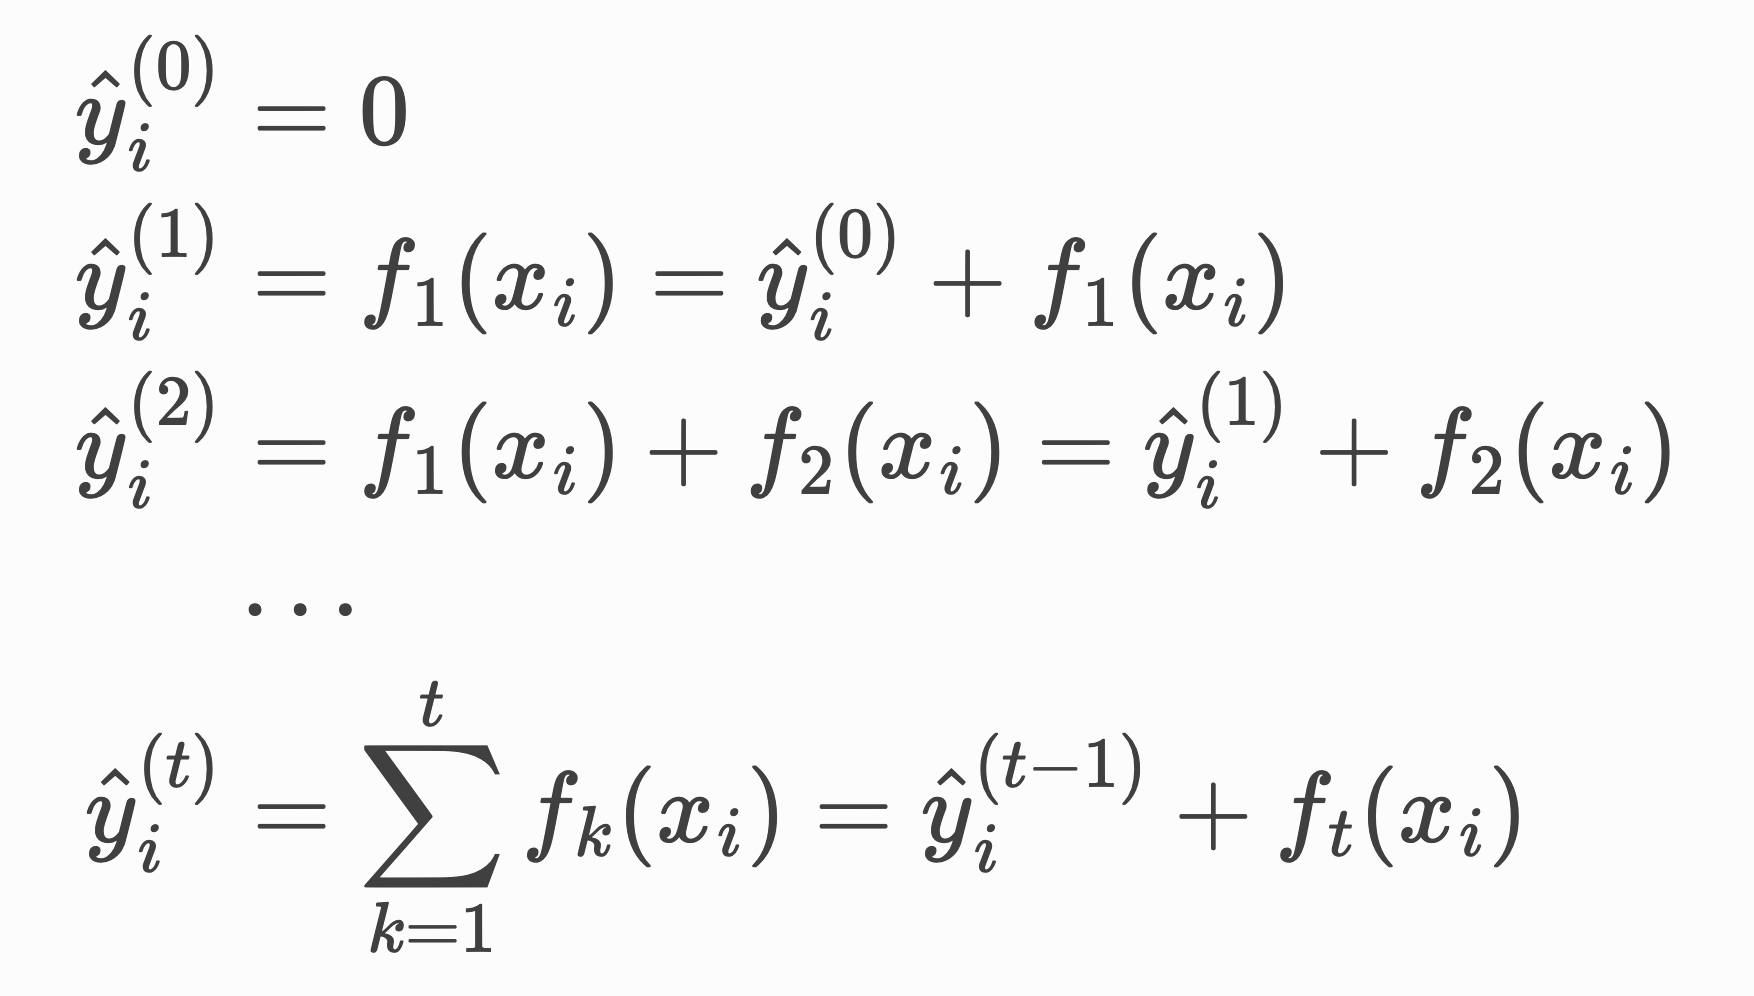 ŷ_i^(0) = 0
ŷ_i^(1) = f_1(x_i) = ŷ_i^(0) + f_1(x_i)
ŷ_i^(2) = f_1(x_i) + f_2(x_i) = ŷ_i^(1) + f_2(x_i)
...
ŷ_i^(t) = ∑_{k=1}^{t} f_k(x_i) = ŷ_i^(t−1) + f_t(x_i)